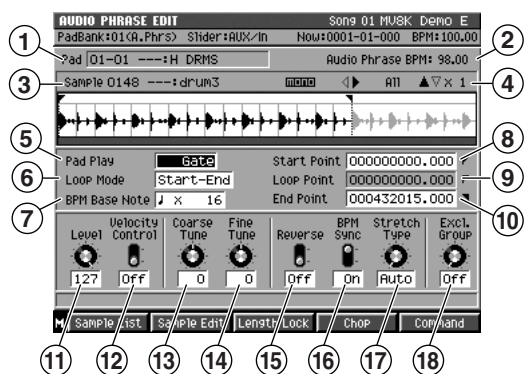 AUDIO PHRASE EDIT Song 01 MV8K Demo E
PadBank:01(A.Phrs) Slider:AUX/In Now:0001-01-000 BPM:100.00
1 Pad 01-01 ---:H DRMS Audio Phrase BPM: 98.00 2
3 Sample 0148 ---:drum3 mono All x 1 4
5 Pad Play Gate Start Point 000000000.000 8
6 Loop Mode Start-End Loop Point 000000000.000 9
7 BPM Base Note ♩ x 16 End Point 000432015.000 10
Velocity Coarse Fine BPM Stretch Excl.
Level Control Tune Tune Reverse Sync Type Group
127 Off 0 0 Off On Auto Off
M Sample List Sample Edit Length Lock Chop Command
11 12 13 14 15 16 17 18